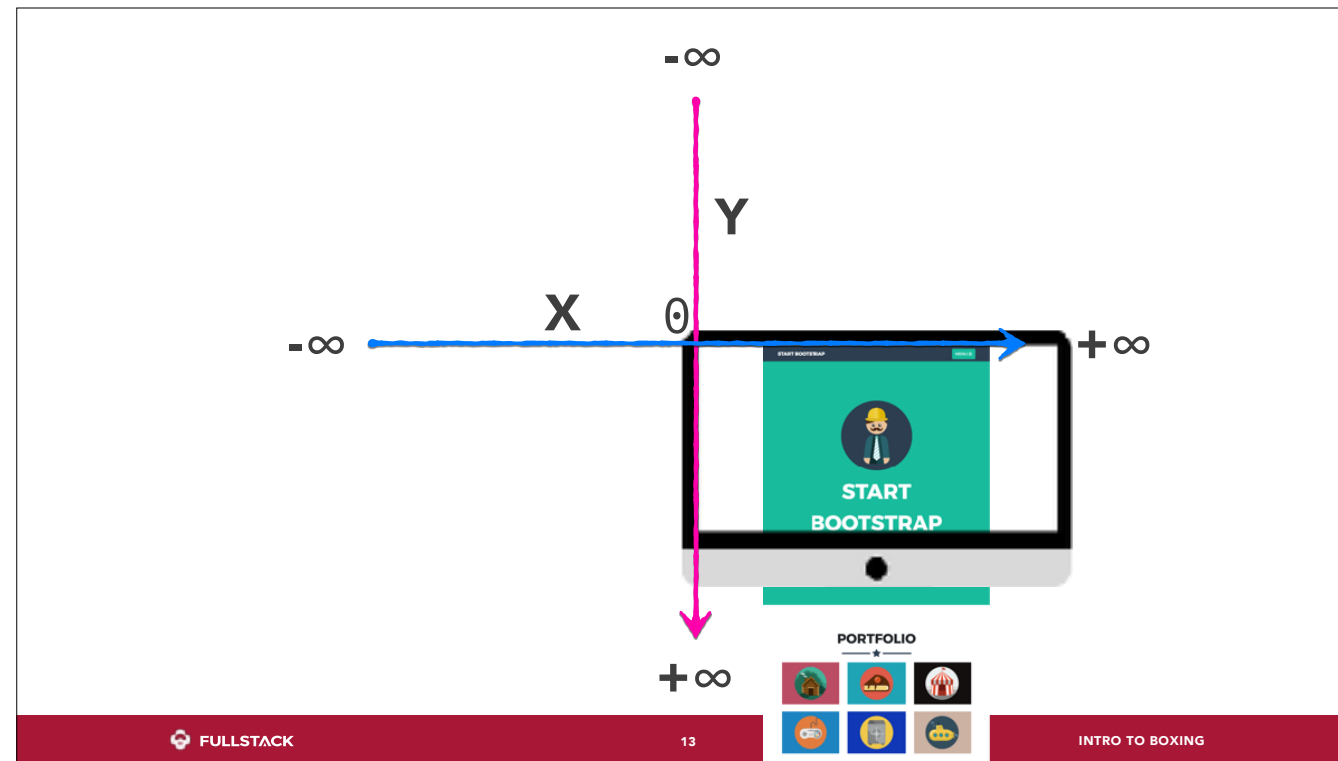 -∞
Y
X
0
-∞
+∞
START BOOTSTRAP
START
BOOTSTRAP
PORTFOLIO
+∞
FULLSTACK
13
INTRO TO BOXING